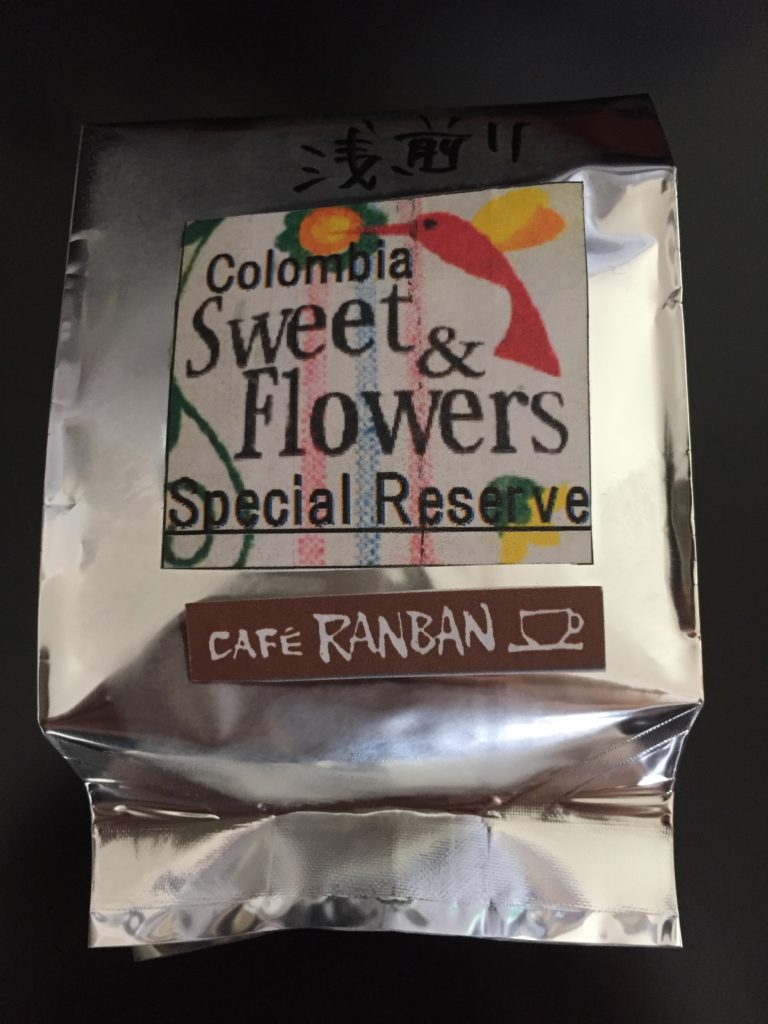 浅煎り
Colombia
Sweet &
Flowers
Special Reserve
CAFÉ RANBAN